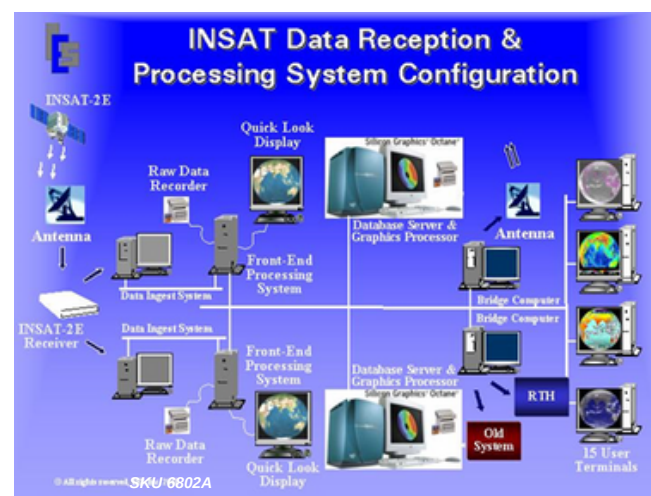 INSAT Data Reception &
Processing System Configuration
INSAT-2E
Antenna
INSAT-2E
Receiver
Raw Data
Recorder
Quick Look
Display
Silicon Graphics Octane
Database Server &
Graphics Processor
Front-End
Processing
System
Data Ingest System
Antenna
Bridge Computer
Bridge Computer
Data Ingest System
Front-End
Processing
System
Database Server &
Graphics Processor
Silicon Graphics Octane
Raw Data
Recorder
Quick Look
Display
RTH
Old
System
15 User
Terminals
© All rights reserved,
SKU 6802A